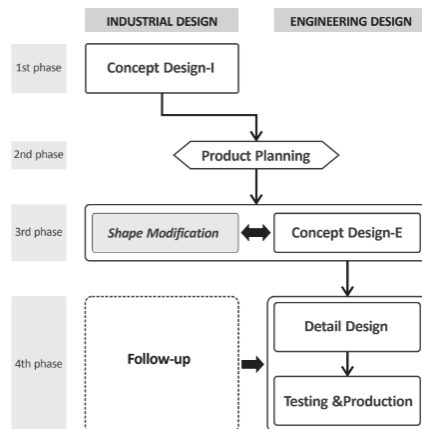 INDUSTRIAL DESIGN ENGINEERING DESIGN
1st phase
Concept Design-I
2nd phase
Product Planning
3rd phase
Shape Modification
Concept Design-E
4th phase
Follow-up
Detail Design
Testing &Production